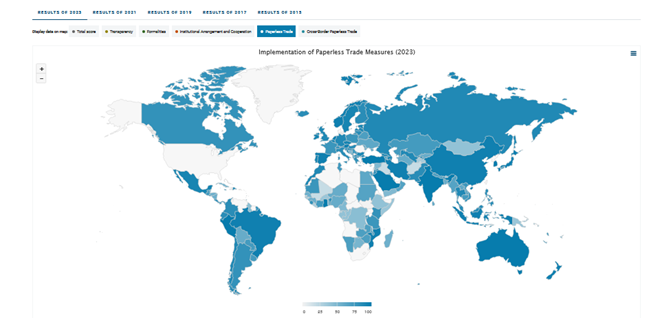 RESULTS OF 2023 RESULTS OF 2021 RESULTS OF 2019 RESULTS OF 2017 RESULTS OF 2015
Display data on map: Total score Transparency Formalities Institutional Arrangement and Cooperation Paperless Trade Cross-Border Paperless Trade
Implementation of Paperless Trade Measures (2023)
+
−
0 25 50 75 100